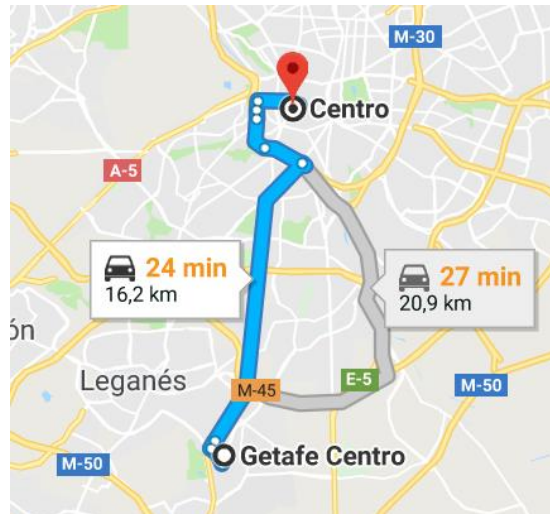 M-30
Centro
A-5
24 min
16,2 km
27 min
20,9 km
ón
Leganés
M-45
E-5
M-50
M-50
Getafe Centro